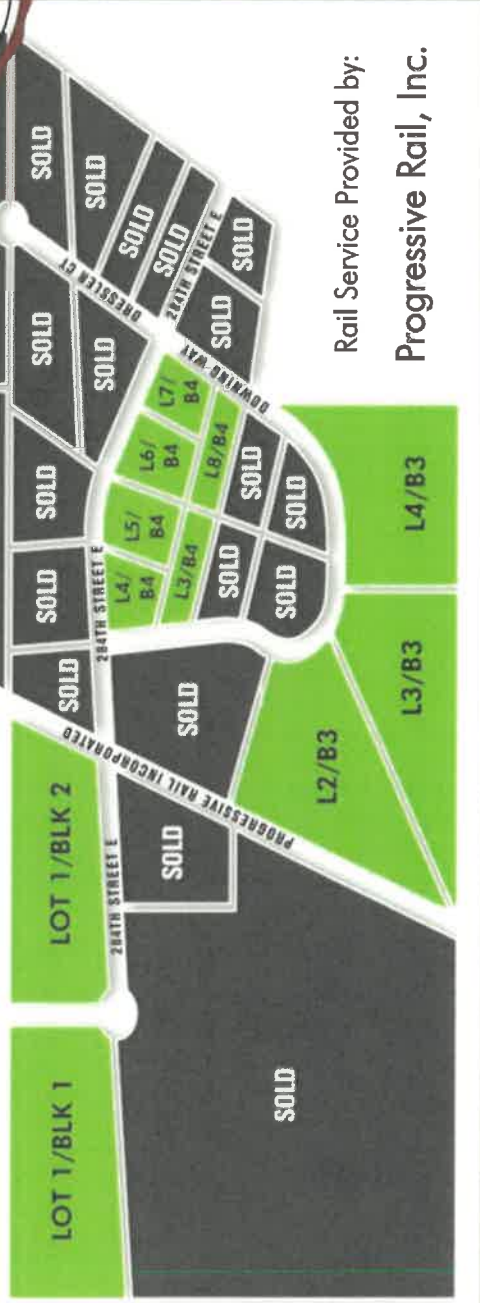 LOT 1/BLK 1
LOT 1/BLK 2
SOLD
SOLD
SOLD
SOLD
SOLD
PROGRESSIVE RAIL INCORPORATED
284TH STREET E
284TH STREET E
SOLD
DRESSLER CT
SOLD
L4/
B4
L5/
B4
L6/
B4
L7/
B4
SOLD
SOLD
224TH STREET E
SOLD
SOLD
L3/B4
L8/B4
DOWNING WAY
SOLD
SOLD
SOLD
SOLD
SOLD
SOLD
SOLD
L2/B3
L3/B3
L4/B3
Rail Service Provided by:
Progressive Rail, Inc.